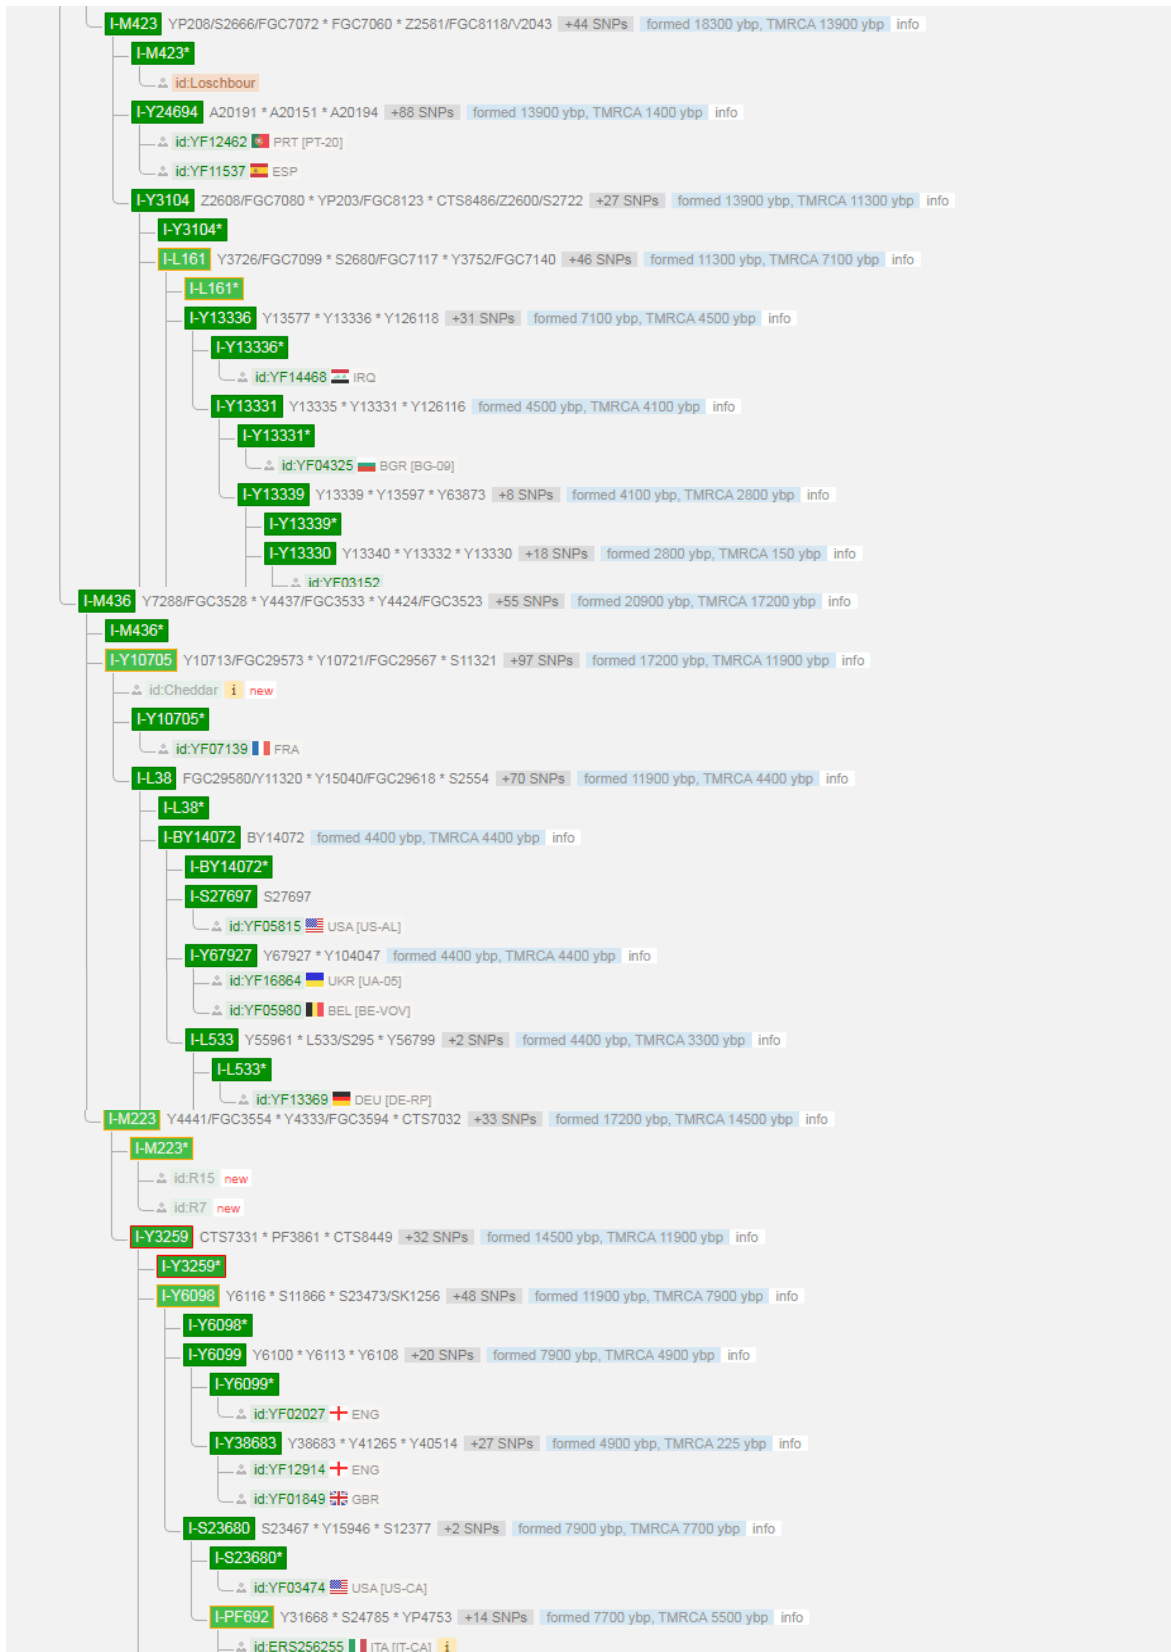 I-M423 YP208/S2666/FGC7072 * FGC7060 * Z2581/FGC8118/V2043 +44 SNPs formed 18300 ybp, TMRCA 13900 ybp info
I-M423*
id:Loschbour
I-Y24694 A20191 * A20151 * A20194 +88 SNPs formed 13900 ybp, TMRCA 1400 ybp info
id:YF12462 PRT [PT-20]
id:YF11537 ESP
I-Y3104 Z2608/FGC7080 * YP203/FGC8123 * CTS8486/Z2600/S2722 +27 SNPs formed 13900 ybp, TMRCA 11300 ybp info
I-Y3104*
I-L161 Y3726/FGC7099 * S2680/FGC7117 * Y3752/FGC7140 +46 SNPs formed 11300 ybp, TMRCA 7100 ybp info
I-L161*
I-Y13336 Y13577 * Y13336 * Y126118 +31 SNPs formed 7100 ybp, TMRCA 4500 ybp info
I-Y13336*
id:YF14468 IRQ
I-Y13331 Y13335 * Y13331 * Y126116 formed 4500 ybp, TMRCA 4100 ybp info
I-Y13331*
id:YF04325 BGR [BG-09]
I-Y13339 Y13339 * Y13597 * Y63873 +8 SNPs formed 4100 ybp, TMRCA 2800 ybp info
I-Y13339*
I-Y13330 Y13340 * Y13332 * Y13330 +18 SNPs formed 2800 ybp, TMRCA 150 ybp info
id:YF03152
I-M436 Y7288/FGC3528 * Y4437/FGC3533 * Y4424/FGC3523 +55 SNPs formed 20900 ybp, TMRCA 17200 ybp info
I-M436*
I-Y10705 Y10713/FGC29573 * Y10721/FGC29567 * S11321 +97 SNPs formed 17200 ybp, TMRCA 11900 ybp info
id:Cheddar i new
I-Y10705*
id:YF07139 FRA
I-L38 FGC29580/Y11320 * Y15040/FGC29618 * S2554 +70 SNPs formed 11900 ybp, TMRCA 4400 ybp info
I-L38*
I-BY14072 BY14072 formed 4400 ybp, TMRCA 4400 ybp info
I-BY14072*
I-S27697 S27697
id:YF05815 USA [US-AL]
I-Y67927 Y67927 * Y104047 formed 4400 ybp, TMRCA 4400 ybp info
id:YF16864 UKR [UA-05]
id:YF05980 BEL [BE-VOV]
I-L533 Y55961 * L533/S295 * Y56799 +2 SNPs formed 4400 ybp, TMRCA 3300 ybp info
I-L533*
id:YF13369 DEU [DE-RP]
I-M223 Y4441/FGC3554 * Y4333/FGC3594 * CTS7032 +33 SNPs formed 17200 ybp, TMRCA 14500 ybp info
I-M223*
id:R15 new
id:R7 new
I-Y3259 CTS7331 * PF3861 * CTS8449 +32 SNPs formed 14500 ybp, TMRCA 11900 ybp info
I-Y3259*
I-Y6098 Y6116 * S11866 * S23473/SK1256 +48 SNPs formed 11900 ybp, TMRCA 7900 ybp info
I-Y6098*
I-Y6099 Y6100 * Y6113 * Y6108 +20 SNPs formed 7900 ybp, TMRCA 4900 ybp info
I-Y6099*
id:YF02027 ENG
I-Y38683 Y38683 * Y41265 * Y40514 +27 SNPs formed 4900 ybp, TMRCA 225 ybp info
id:YF12914 ENG
id:YF01849 GBR
I-S23680 S23467 * Y15946 * S12377 +2 SNPs formed 7900 ybp, TMRCA 7700 ybp info
I-S23680*
id:YF03474 USA [US-CA]
I-PF692 Y31668 * S24785 * YP4753 +14 SNPs formed 7700 ybp, TMRCA 5500 ybp info
id:ERS256255 ITA [IT-CA] i